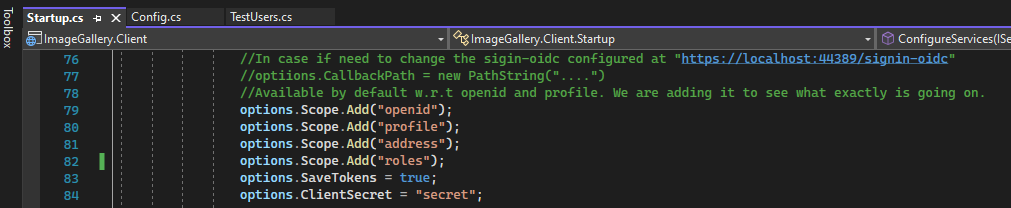 Toolbox
Startup.cs Config.cs TestUsers.cs
ImageGallery.Client ImageGallery.Client.Startup ConfigureServices(ISe
76 //In case if need to change the sigin-oidc configured at "https://localhost:44389/signin-oidc"
77 //optiions.CallbackPath = new PathString("....")
78 //Available by default w.r.t openid and profile. We are adding it to see what exactly is going on.
79 options.Scope.Add("openid");
80 options.Scope.Add("profile");
81 options.Scope.Add("address");
82 options.Scope.Add("roles");
83 options.SaveTokens = true;
84 options.ClientSecret = "secret";